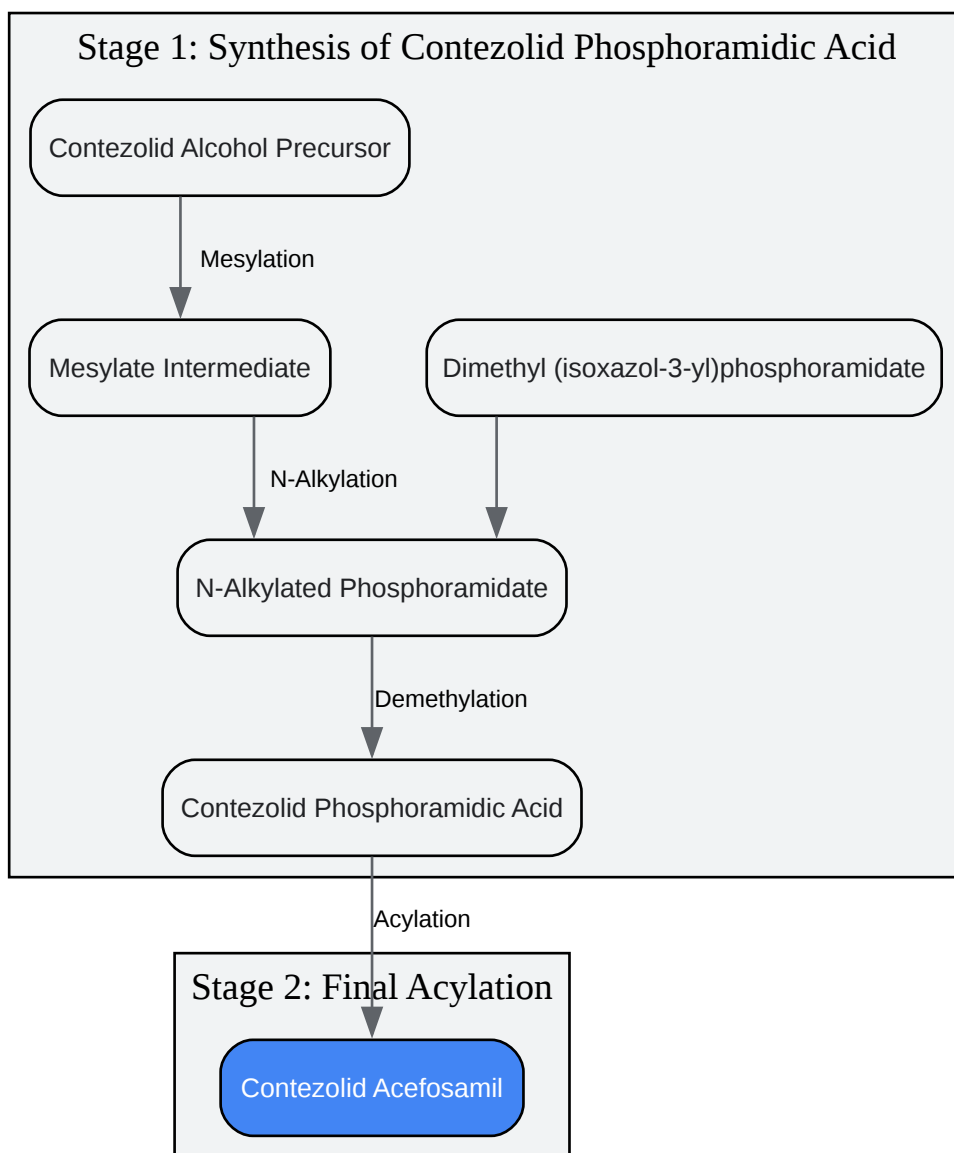 Stage 1: Synthesis of Contezolid Phosphoramidic Acid
Contezolid Alcohol Precursor
Mesylation
Mesylate Intermediate
Dimethyl (isoxazol-3-yl)phosphoramidate
N-Alkylation
N-Alkylated Phosphoramidate
Demethylation
Contezolid Phosphoramidic Acid
Acylation
Stage 2: Final Acylation
Contezolid Acefosamil